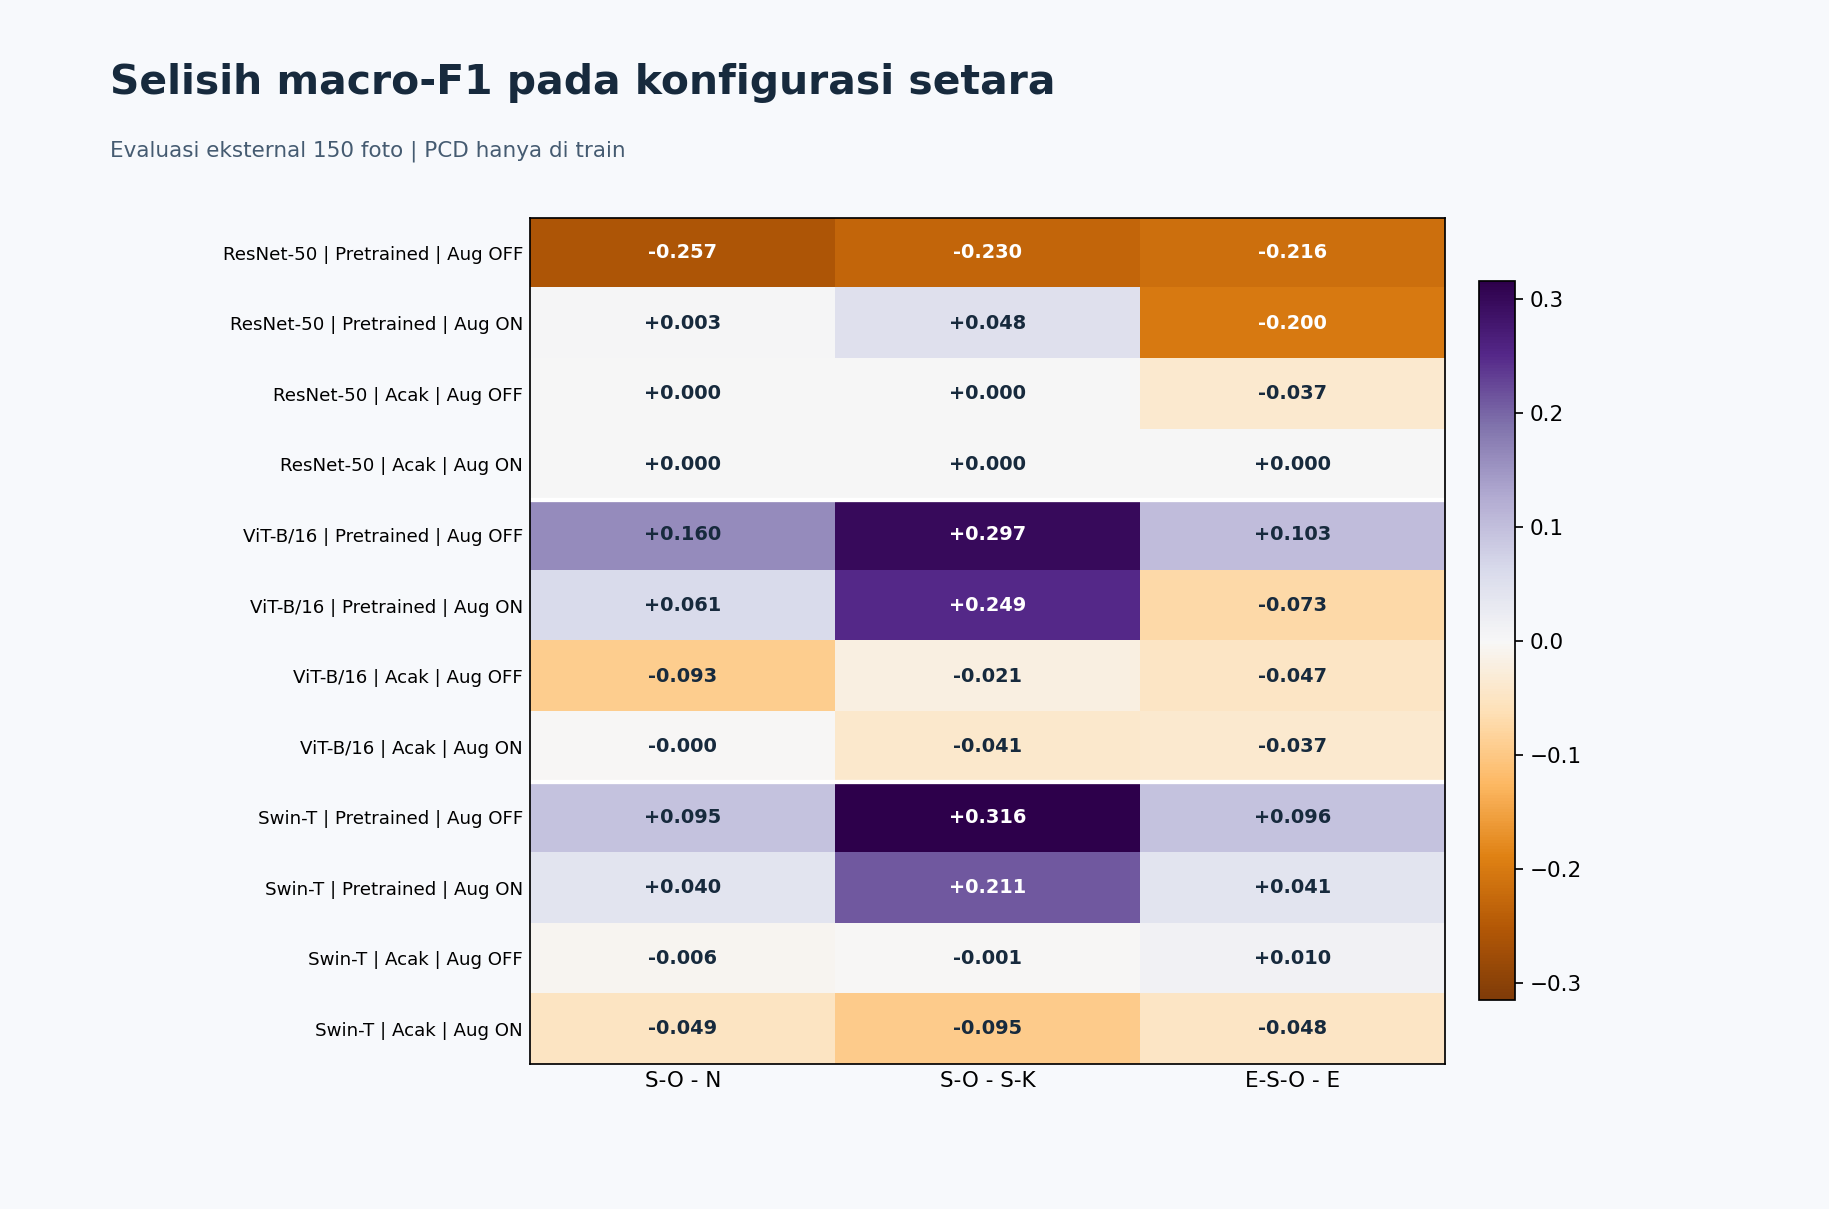 Selisih macro-F1 pada konfigurasi setara
Evaluasi eksternal 150 foto | PCD hanya di train
ResNet-50 | Pretrained | Aug OFF -0.257 -0.230 -0.216
ResNet-50 | Pretrained | Aug ON +0.003 +0.048 -0.200
ResNet-50 | Acak | Aug OFF +0.000 +0.000 -0.037
ResNet-50 | Acak | Aug ON +0.000 +0.000 +0.000
ViT-B/16 | Pretrained | Aug OFF +0.160 +0.297 +0.103
ViT-B/16 | Pretrained | Aug ON +0.061 +0.249 -0.073
ViT-B/16 | Acak | Aug OFF -0.093 -0.021 -0.047
ViT-B/16 | Acak | Aug ON -0.000 -0.041 -0.037
Swin-T | Pretrained | Aug OFF +0.095 +0.316 +0.096
Swin-T | Pretrained | Aug ON +0.040 +0.211 +0.041
Swin-T | Acak | Aug OFF -0.006 -0.001 +0.010
Swin-T | Acak | Aug ON -0.049 -0.095 -0.048
S-O - N S-O - S-K E-S-O - E
0.3
0.2
0.1
0.0
−0.1
−0.2
−0.3